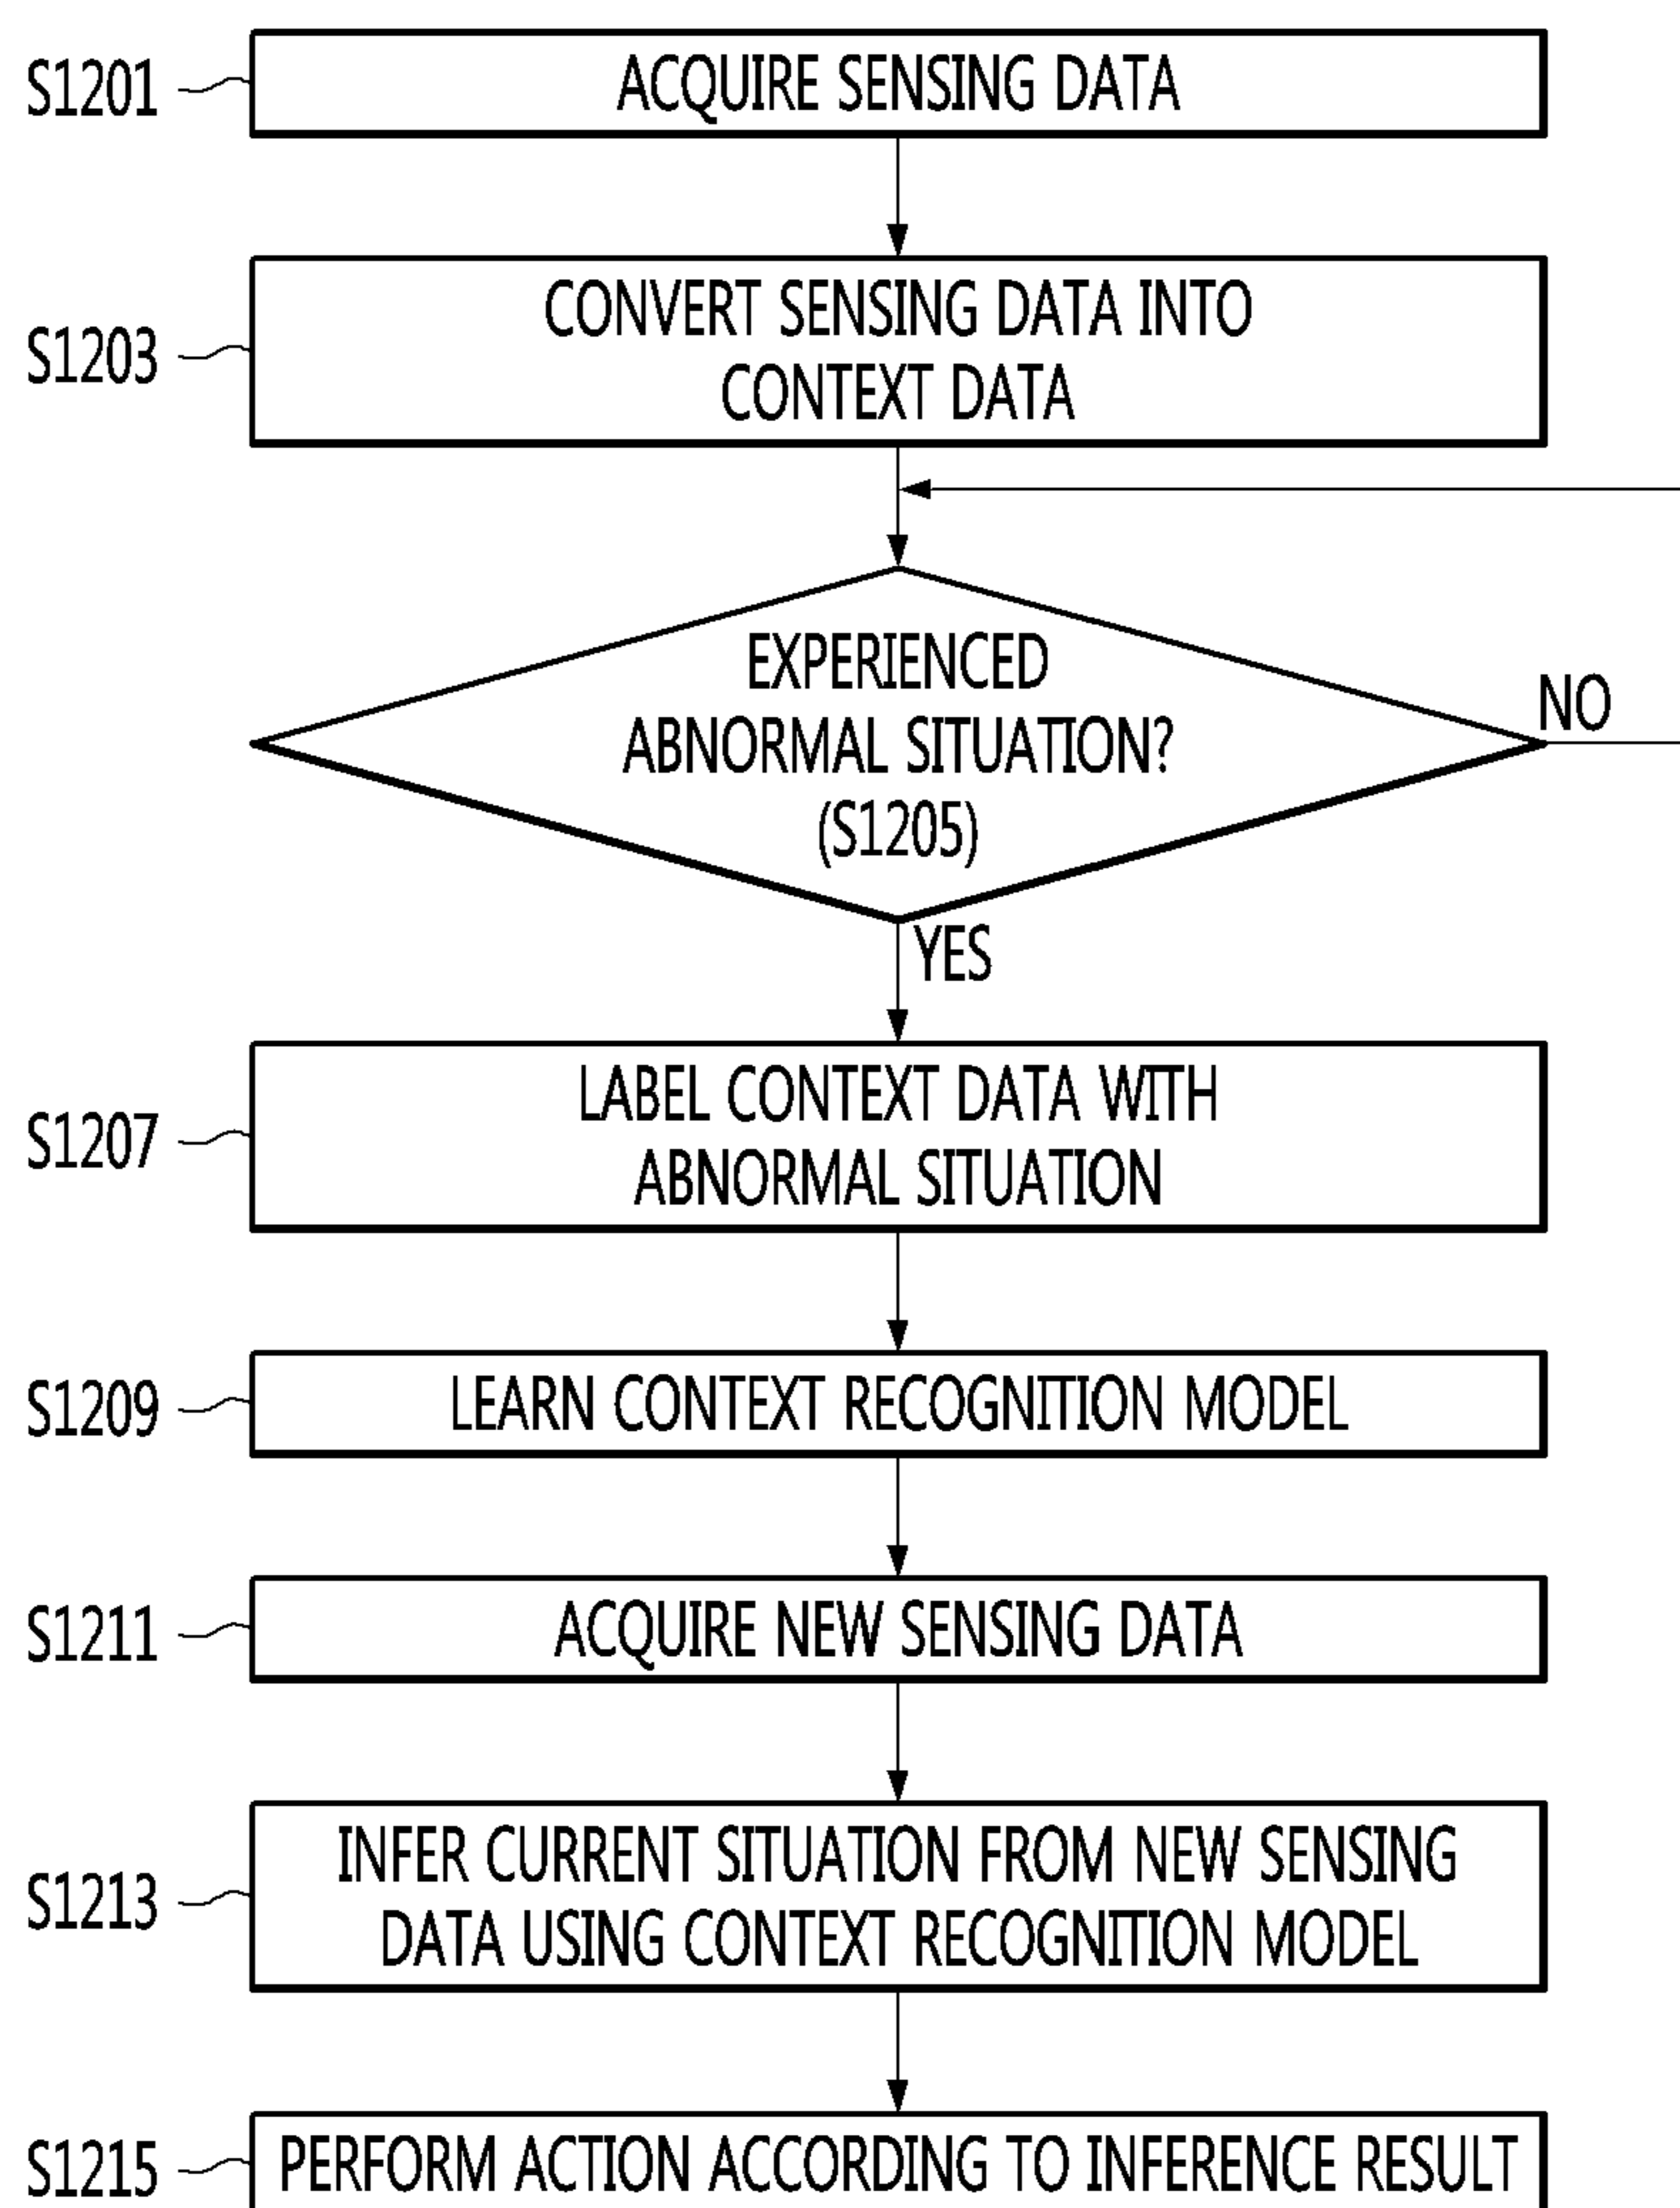 S1201
ACQUIRE SENSING DATA
S1203
CONVERT SENSING DATA INTO
CONTEXT DATA
EXPERIENCED
ABNORMAL SITUATION?
(S1205)
NO
YES
S1207
LABEL CONTEXT DATA WITH
ABNORMAL SITUATION
S1209
LEARN CONTEXT RECOGNITION MODEL
S1211
ACQUIRE NEW SENSING DATA
S1213
INFER CURRENT SITUATION FROM NEW SENSING
DATA USING CONTEXT RECOGNITION MODEL
S1215
PERFORM ACTION ACCORDING TO INFERENCE RESULT